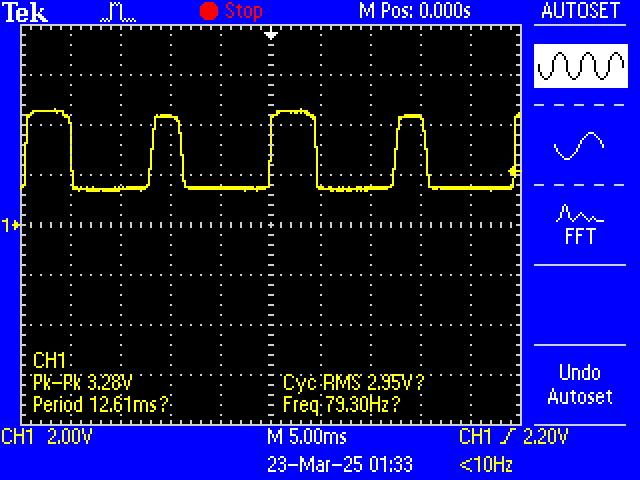 Tek Stop M Pos: 0.000s AUTOSET
1
FFT
CH1
Pk-Pk 3.28V Cyc RMS 2.95V?
Period 12.61ms? Freq 79.30Hz?
Undo
Autoset
CH1 2.00V M 5.00ms CH1 2.20V
23-Mar-25 01:33 <10Hz